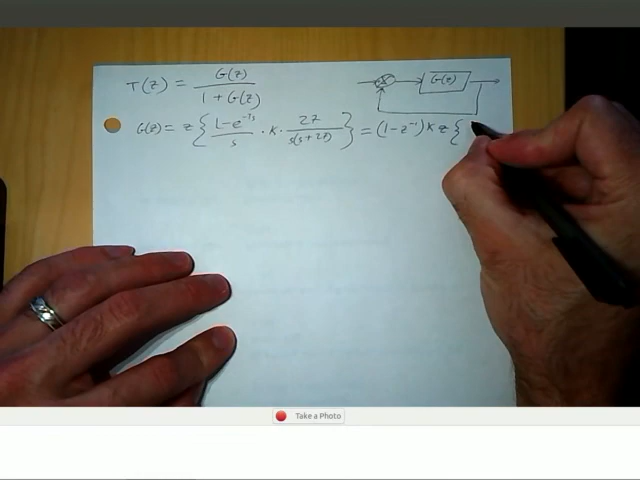 T(z) = G(z) / 1 + G(z)
G(z)
G(z) = z { 1 - e^-Ts / s · K · 27 / s(s+27) } = (1 - z^-1) K z {
Take a Photo